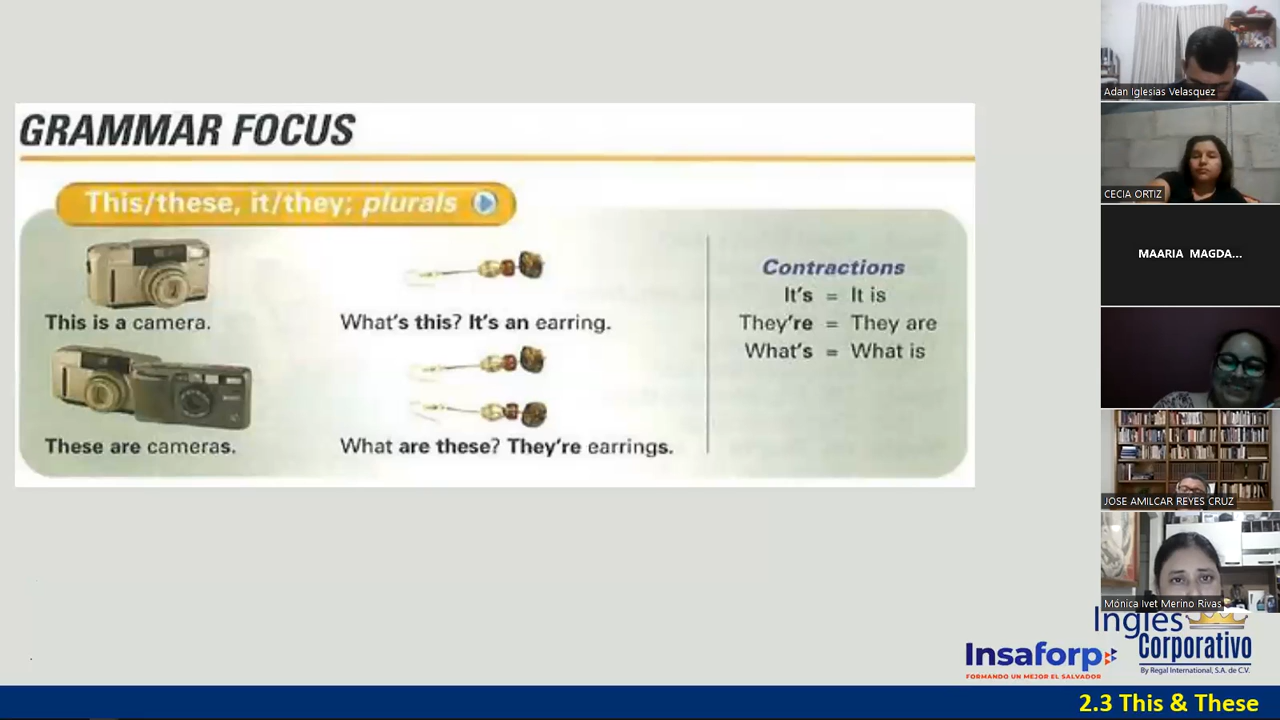 GRAMMAR FOCUS
This/these, it/they; plurals
This is a camera.
What's this? It's an earring.
These are cameras.
What are these? They're earrings.
Contractions
It's = It is
They're = They are
What's = What is
Adan Iglesias Velasquez
CECIA ORTIZ
MAARIA MAGDA...
JOSE AMILCAR REYES CRUZ
Mónica Ivet Merino Rivas
Ingles
Corporativo
By Regal International, S.A. de C.V.
Insaforp
FORMANDO UN MEJOR EL SALVADOR
2.3 This & These